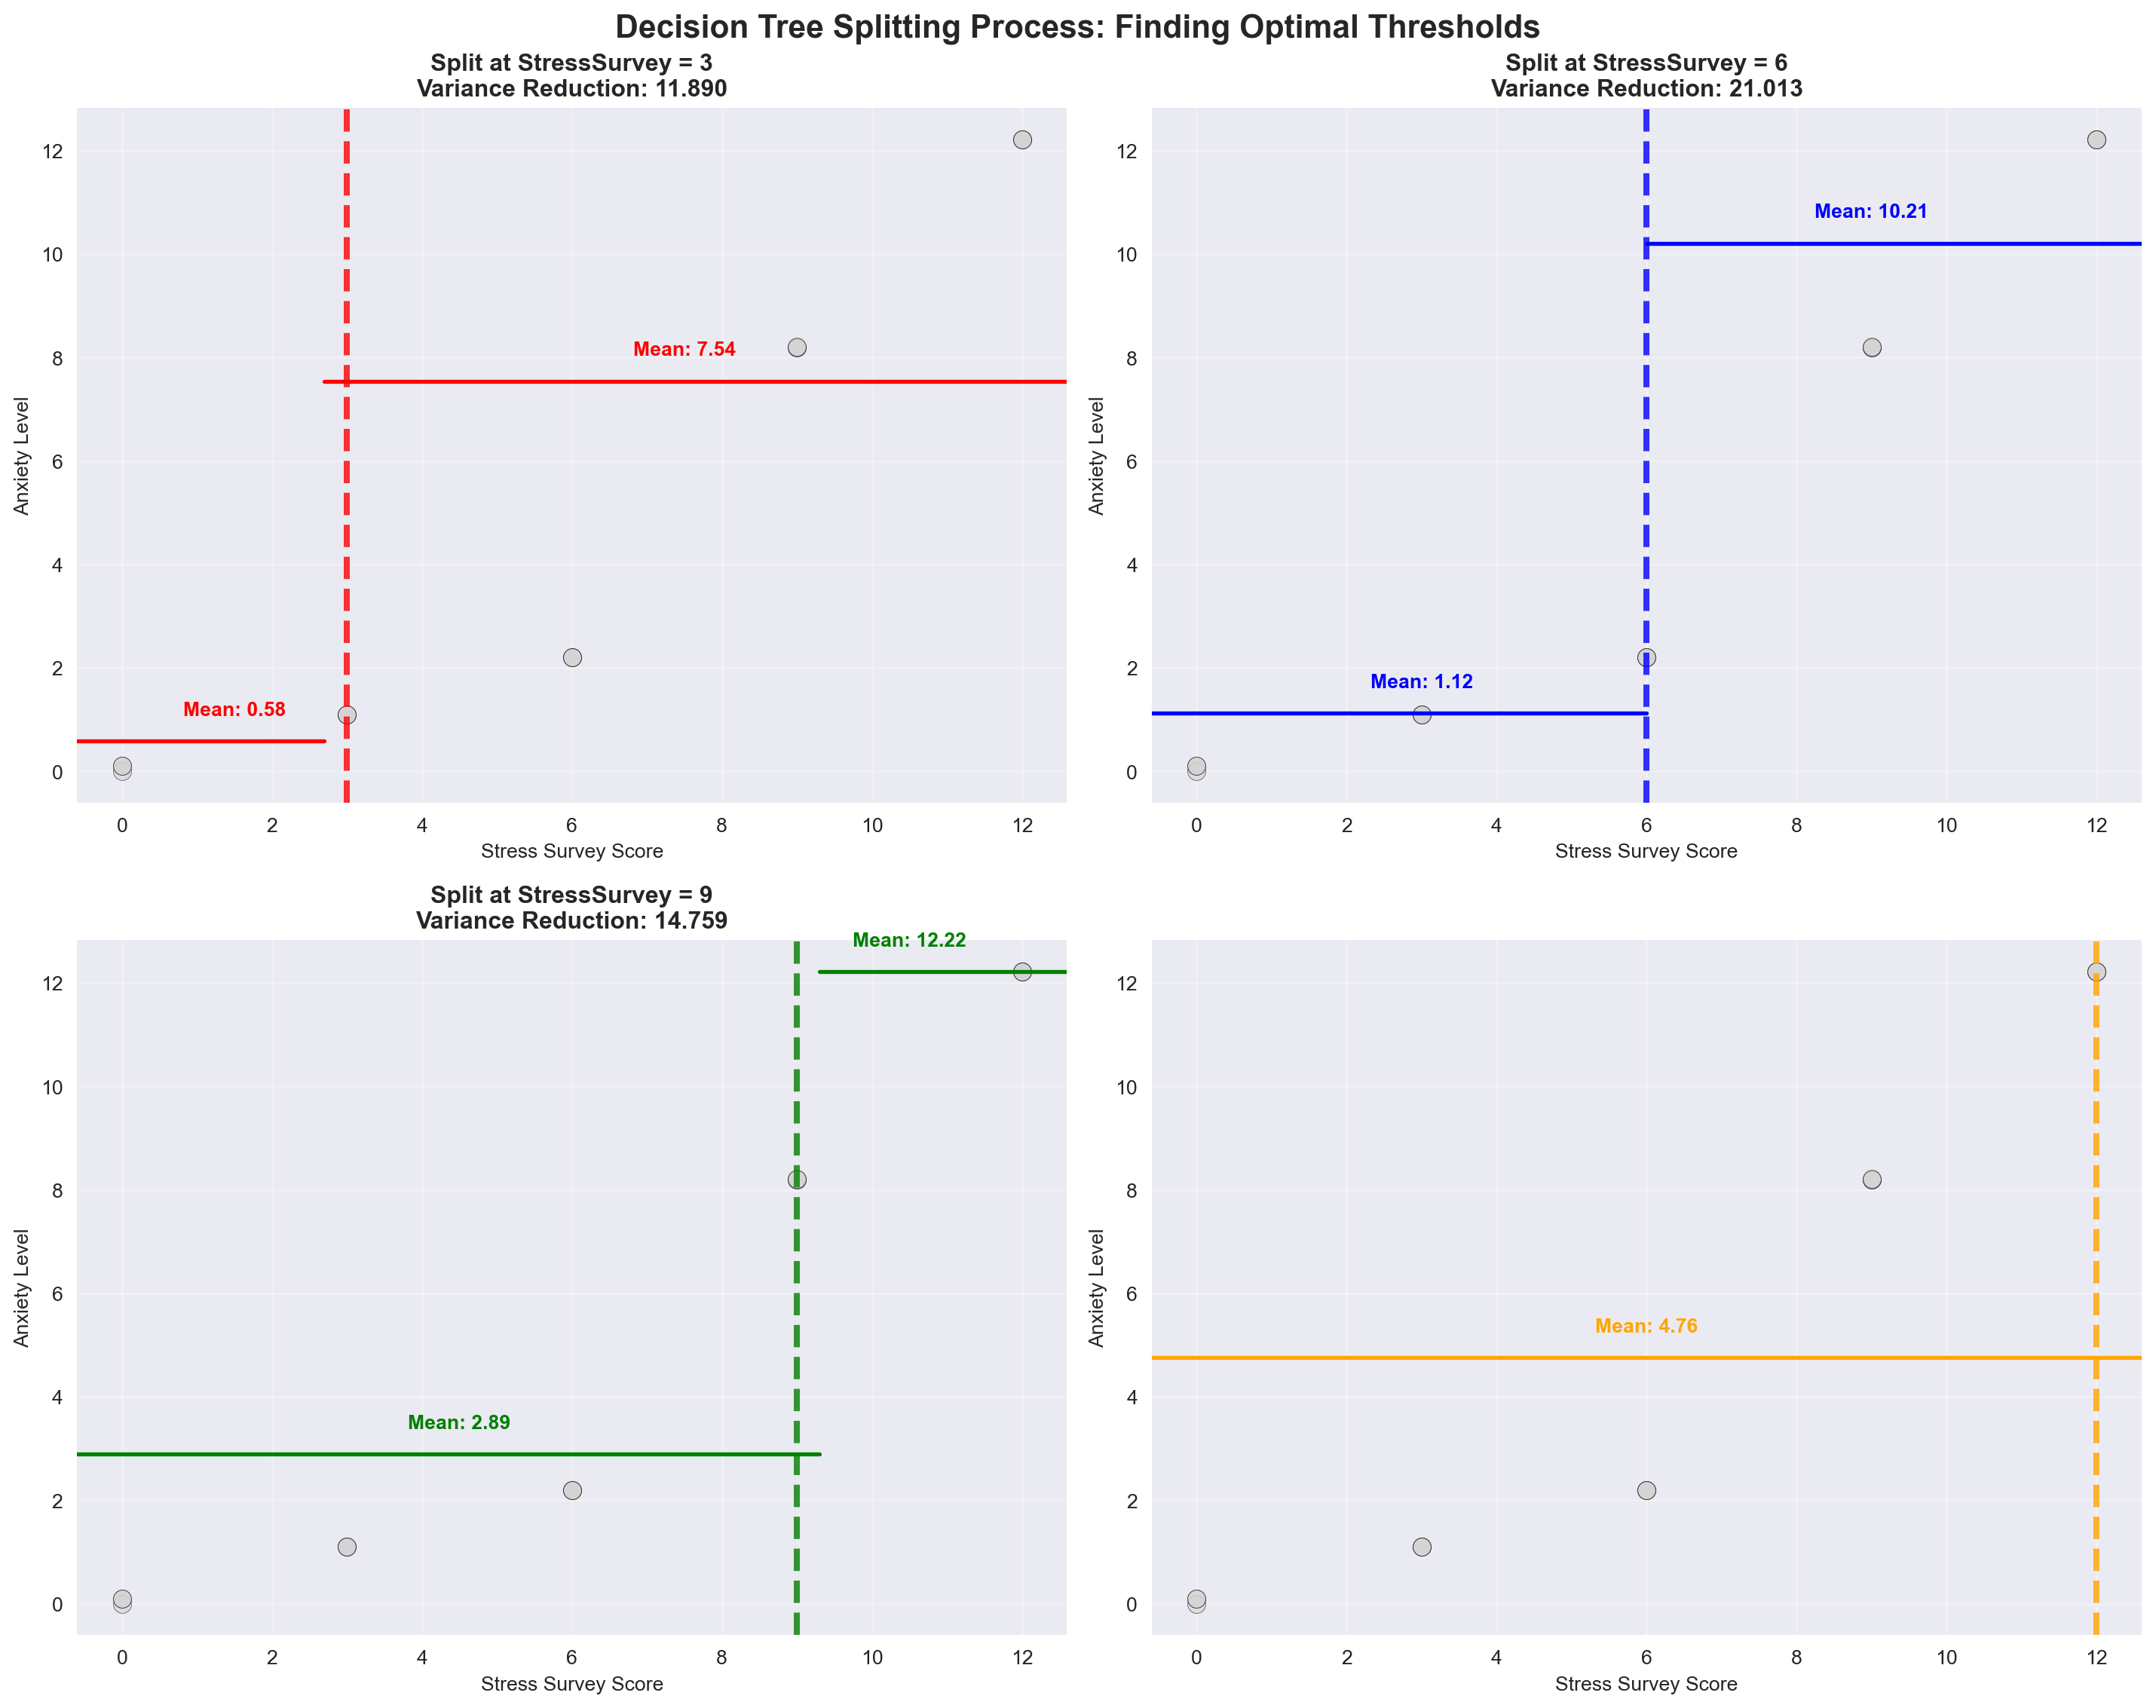 Decision Tree Splitting Process: Finding Optimal Thresholds
Split at StressSurvey = 3
Variance Reduction: 11.890
12
10
8
6
4
2
0
Anxiety Level
Mean: 7.54
Mean: 0.58
0 2 4 6 8 10 12
Stress Survey Score
Split at StressSurvey = 6
Variance Reduction: 21.013
12
10
8
6
4
2
0
Anxiety Level
Mean: 10.21
Mean: 1.12
0 2 4 6 8 10 12
Stress Survey Score
Split at StressSurvey = 9
Variance Reduction: 14.759
Mean: 12.22
12
10
8
6
4
2
0
Anxiety Level
Mean: 2.89
0 2 4 6 8 10 12
Stress Survey Score
12
10
8
6
4
2
0
Anxiety Level
Mean: 4.76
0 2 4 6 8 10 12
Stress Survey Score